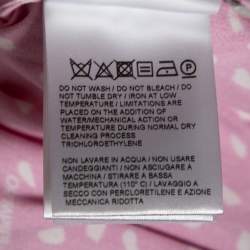 P
DO NOT WASH / DO NOT BLEACH / DO
NOT TUMBLE DRY / IRON AT LOW
TEMPERATURE / LIMITATIONS ARE
PLACED ON THE ADDITION OF
WATER/MECHANICAL ACTION OR
TEMPERATURE DURING NORMAL DRY
CLEANING PROCESS
TRICHLOROETHYLENE
NON LAVARE IN ACQUA / NON USARE
CANDEGGIANTI / NON ASCIUGARE A
MACCHINA / STIRARE A BASSA
TEMPERATURA (110° C) / LAVAGGIO A
SECCO CON PERCLORETILENE E AZIONE
MECCANICA RIDOTTA